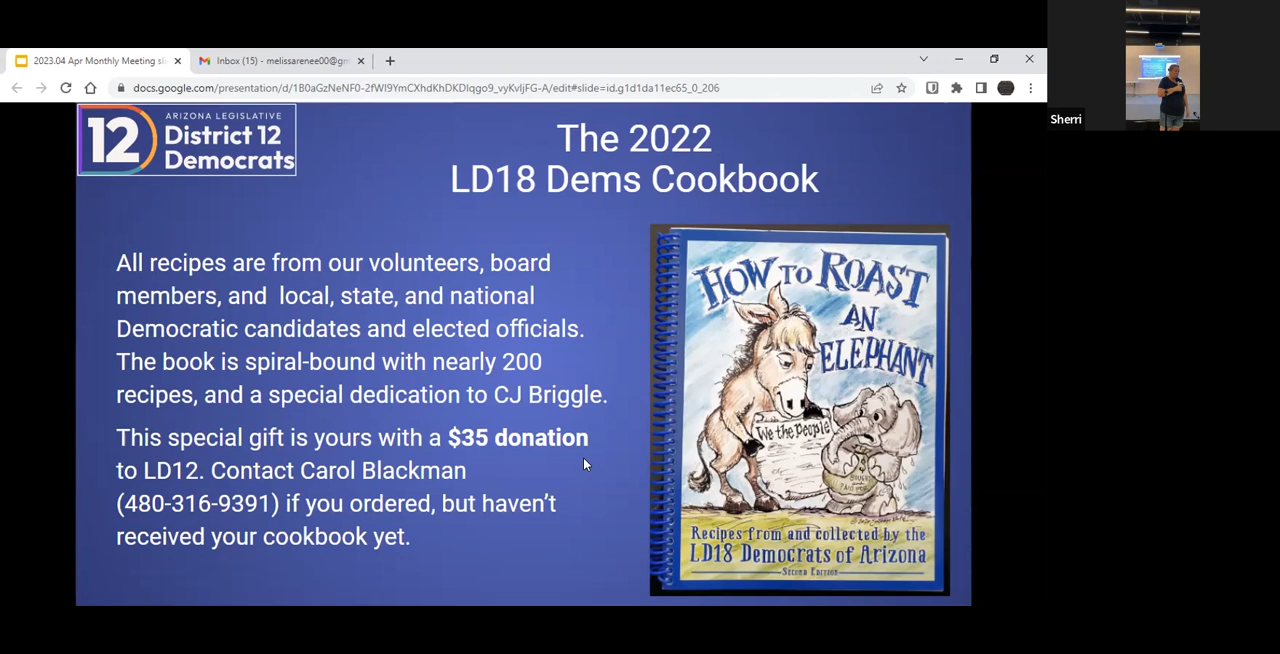 2023.04 Apr Monthly Meeting sli
Inbox (15) - melissarenee00@gm
docs.google.com/presentation/d/1B0aGzNeNF0-2fWI9YmCXhdKhDKDIqgo9_vyKvIjFG-A/edit#slide=id.g1d1da11ec65_0_206
Sherri
12
ARIZONA LEGISLATIVE
District 12
Democrats
The 2022
LD18 Dems Cookbook
All recipes are from our volunteers, board
members, and local, state, and national
Democratic candidates and elected officials.
The book is spiral-bound with nearly 200
recipes, and a special dedication to CJ Briggle.
This special gift is yours with a $35 donation
to LD12. Contact Carol Blackman
(480-316-9391) if you ordered, but haven't
received your cookbook yet.
HOW TO ROAST
AN
ELEPHANT
We the People
$
Recipes from and collected by the
LD18 Democrats of Arizona
Second Edition